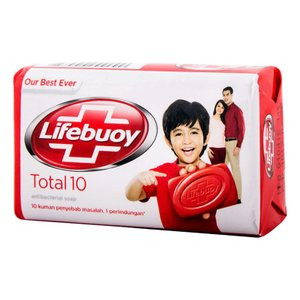 Our Best Ever
Lifebuoy
Total 10
antibacterial soap
10 kuman penyebab masalah, 1 perlindungan*